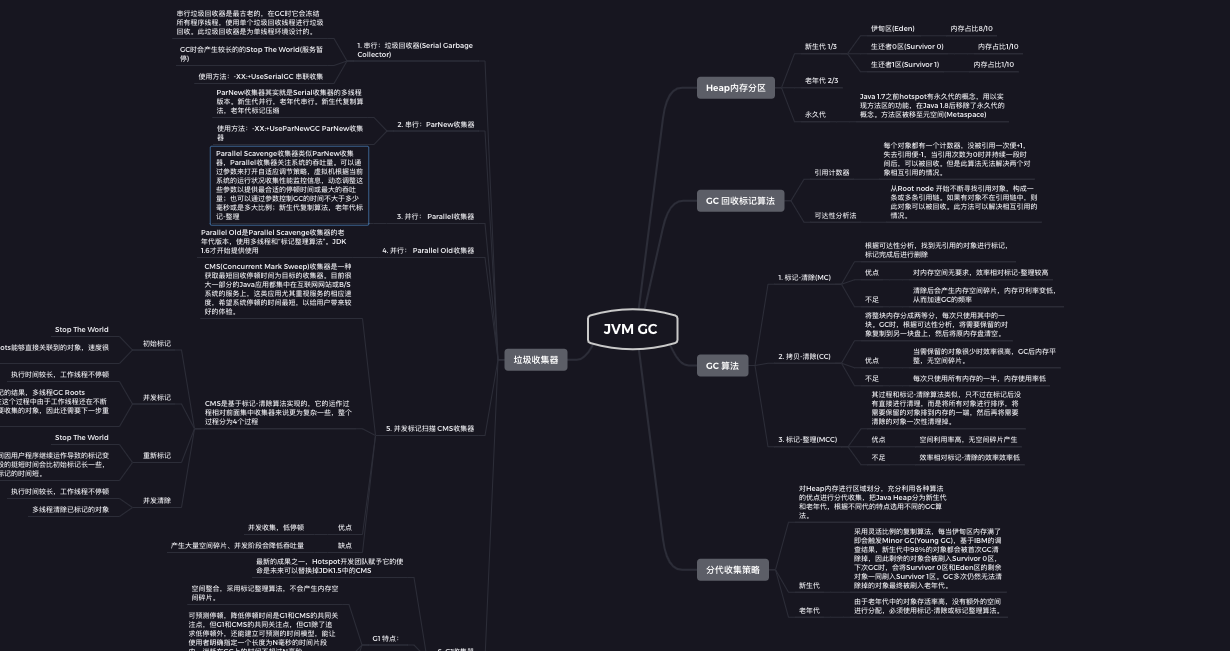 JVM GC
Heap内存分区
新生代 1/3
伊甸区(Eden)
内存占比8/10
生还者0区(Survivor 0)
内存占比1/10
生还者1区(Survivor 1)
内存占比1/10
老年代 2/3
永久代
Java 1.7之前hotspot有永久代的概念，用以实
现方法区的功能，在Java 1.8后移除了永久代的
概念。方法区被移至元空间(Metaspace)
GC 回收标记算法
引用计数器
每个对象都有一个计数器，没被引用一次便+1,
失去引用便-1，当引用次数为0时并持续一段时
间后，可以被回收。但是此算法无法解决两个对
象相互引用的情况。
可达性分析法
从Root node 开始不断寻找引用对象，构成一
条或多条引用链。如果有对象不在引用链中，则
此对象可以被回收。此方法可以解决相互引用的
情况。
GC 算法
1. 标记-清除(MC)
根据可达性分析，找到无引用的对象进行标记，
标记完成后进行删除
优点
对内存空间无要求，效率相对标记-整理较高
不足
清除后会产生内存空间碎片，内存可利率变低，
从而加速GC的频率
2. 拷贝-清除(CC)
将整块内存分成两等分，每次只使用其中的一
块。GC时，根据可达性分析，将需要保留的对
象复制到另一块盘上，然后将原内存盘清空。
优点
当需保留的对象很少时效率很高，GC后内存平
整，无空间碎片。
不足
每次只使用所有内存的一半，内存使用率低
3. 标记-整理(MCC)
其过程和标记-清除算法类似，只不过在标记后没
有直接进行清理，而是将所有对象进行排序，将
需要保留的对象排到内存的一端，然后再将需要
清除的对象一次性清理掉。
优点
空间利用率高，无空间碎片产生
不足
效率相对标记-清除的效率效率低
分代收集策略
对Heap内存进行区域划分，充分利用各种算法
的优点进行分代收集，把Java Heap分为新生代
和老年代，根据不同代的特点选用不同的GC算
法。
新生代
采用灵活比例的复制算法，每当伊甸区内存满了
即会触发Minor GC(Young GC)，基于IBM的调
查结果，新生代中98%的对象都会被首次GC清
除掉，因此剩余的对象会被刷入Survivor 0区，
下次GC时，会将Survivor 0区和Eden区的剩余
对象一同刷入Survivor 1区。GC多次仍然无法清
除掉的对象最终被刷入老年代。
老年代
由于老年代中的对象存活率高，没有额外的空间
进行分配，必须使用标记-清除或标记整理算法。
垃圾收集器
1. 串行：垃圾回收器(Serial Garbage
Collector)
串行垃圾回收器是最古老的，在GC时它会冻结
所有程序线程，使用单个垃圾回收线程进行垃圾
回收。此垃圾回收器是为单线程环境设计的。
GC时会产生较长的的Stop The World(服务暂
停)
使用方法：-XX:+UseSerialGC 串联收集
2. 串行：ParNew收集器
ParNew收集器其实就是Serial收集器的多线程
版本。新生代并行，老年代串行。新生代复制算
法、老年代标记压缩
使用方法：-XX:+UseParNewGC ParNew收集
器
3. 并行：Parallel收集器
Parallel Scavenge收集器类似ParNew收集
器，Parallel收集器关注系统的吞吐量。可以通
过参数来打开自适应调节策略，虚拟机根据当前
系统的运行状况收集性能监控信息，动态调整这
些参数以提供最合适的停顿时间或最大的吞吐
量；也可以通过参数控制GC的时间不大于多少
毫秒或是多大比例；新生代复制算法，老年代标
记-整理
4. 并行：Parallel Old收集器
Parallel Old是Parallel Scavenge收集器的老
年代版本，使用多线程和"标记整理算法"。JDK
1.6才开始提供使用
5. 并发标记扫描 CMS收集器
CMS(Concurrent Mark Sweep)收集器是一种
获取最短回收停顿时间为目标的收集器。目前很
大一部分的Java应用都集中在互联网网站或B/S
系统的服务上，这类应用尤其重视服务的相应速
度，希望系统停顿的时间最短，以给用户带来较
好的体验。
CMS是基于标记-清除算法实现的，它的运作过
程相对前面集中收集器来说更为复杂一些，整个
过程分为4个过程
初始标记
Stop The World
ots能够直接关联到的对象，速度很
并发标记
执行时间较长，工作线程不停顿
记的结果，多线程GC Roots
在这个过程中由于工作线程还在不断
要收集的对象，因此还需要下一步重
重新标记
Stop The World
间因用户程序继续运作导致的标记变
段的挺短时间会比初始标记长一些，
标记的时间短。
并发清除
执行时间较长，工作线程不停顿
多线程清除已标记的对象
优点
并发收集，低停顿
缺点
产生大量空间碎片、并发阶段会降低吞吐量
最新的成果之一，Hotspot开发团队赋予它的使
命是未来可以替换掉JDK1.5中的CMS
G1 特点：
空间整合，采用标记整理算法，不会产生内存空
间碎片。
可预测停顿，降低停顿时间是G1和CMS的共同关
注点，但G1和CMS的共同关注点，但G1除了追
求低停顿外，还能建立可预测的时间模型，能让
使用者明确指定一个长度为N毫秒的时间片段